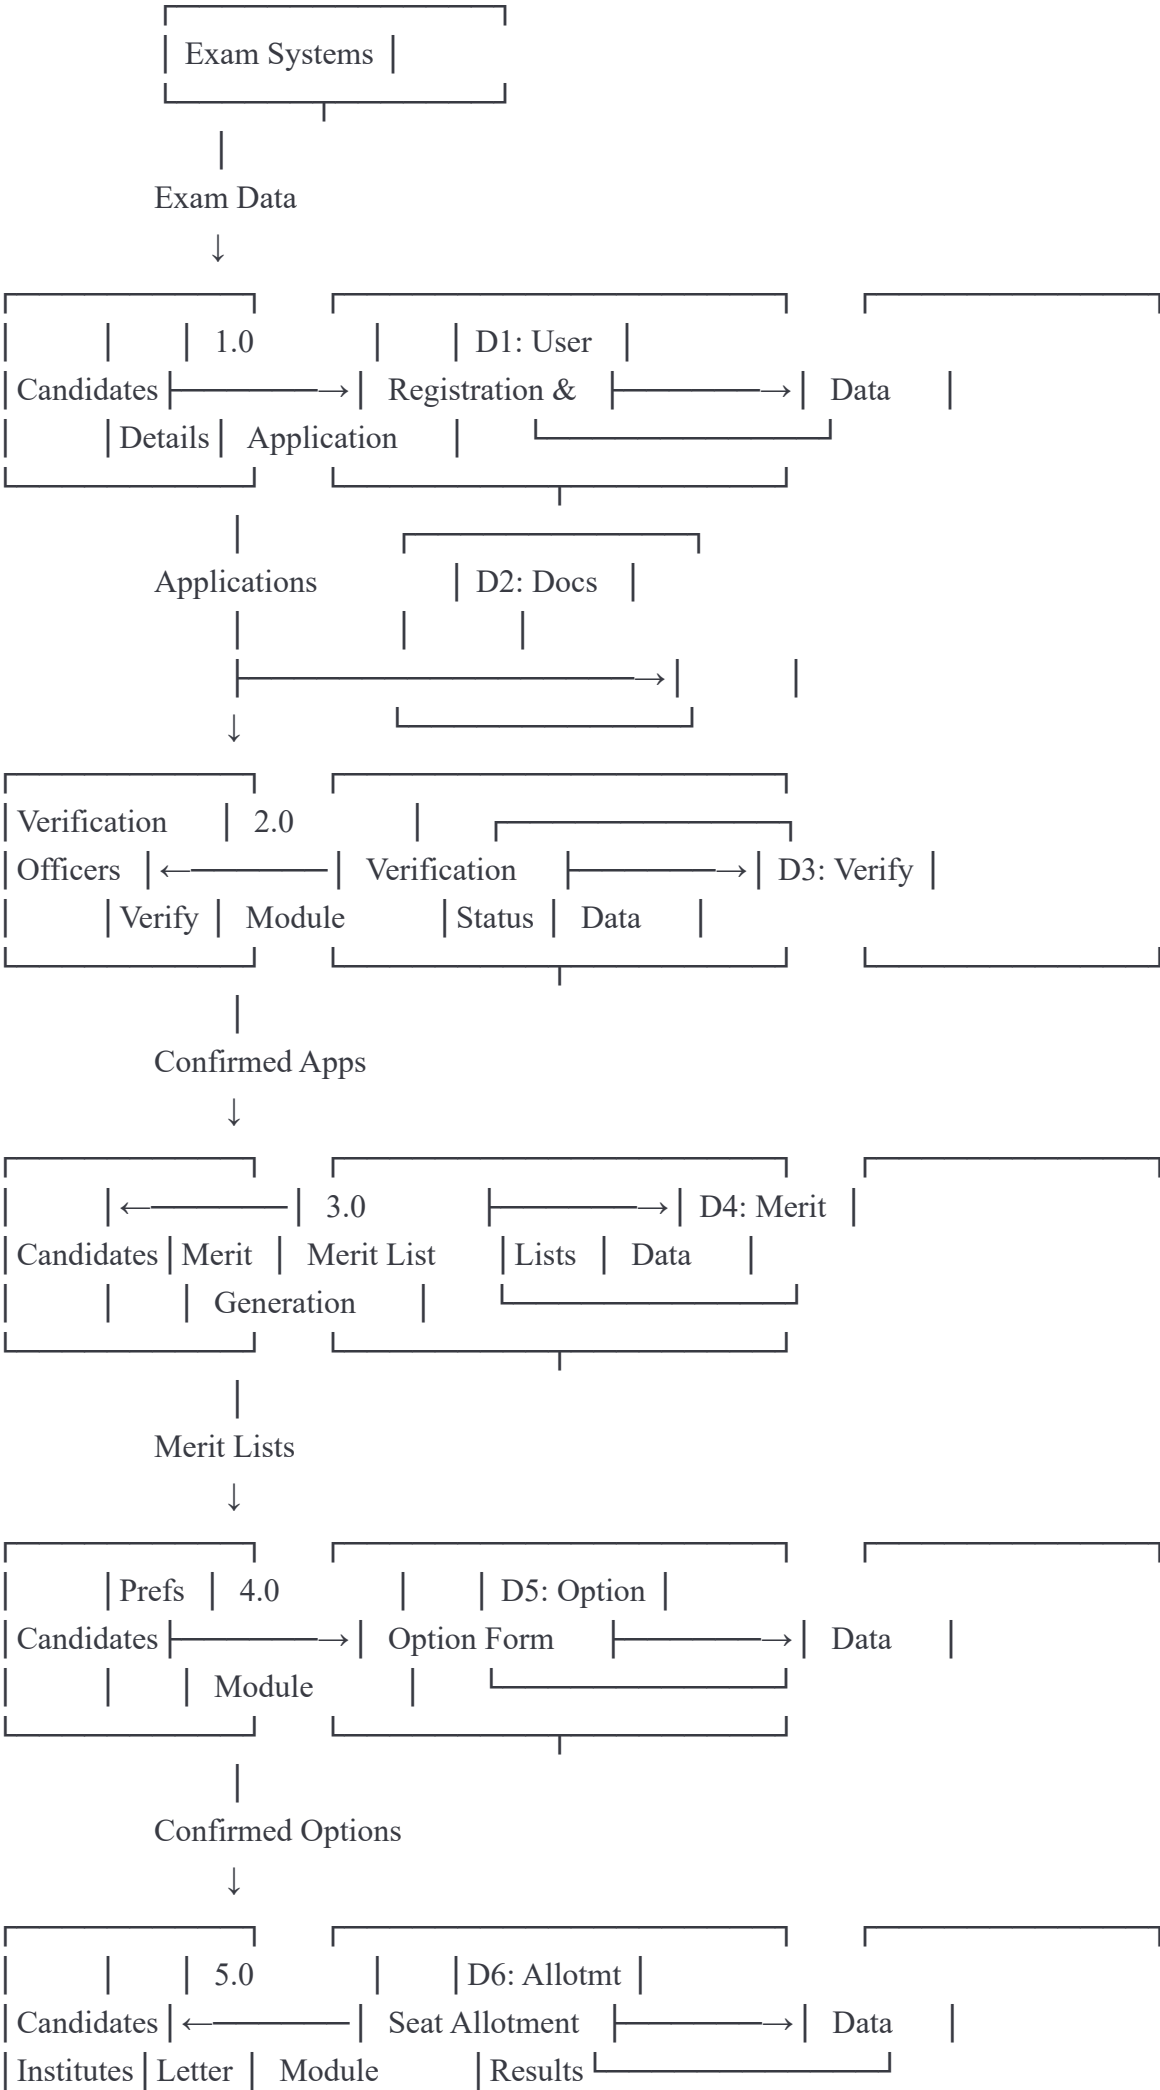 Exam Systems
Exam Data
1.0 D1: User
Candidates Registration & Data
Details Application
Applications D2: Docs
Verification 2.0
Officers Verification D3: Verify
Verify Module Status Data
Confirmed Apps
3.0 D4: Merit
Candidates Merit Merit List Lists Data
Generation
Merit Lists
Prefs 4.0 D5: Option
Candidates Option Form Data
Module
Confirmed Options
5.0 D6: Allotmt
Candidates Seat Allotment Data
Institutes Letter Module Results